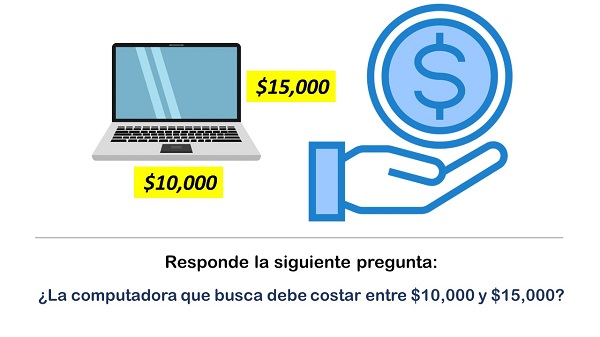 $15,000
$10,000
$
Responde la siguiente pregunta:
¿La computadora que busca debe costar entre $10,000 y $15,000?